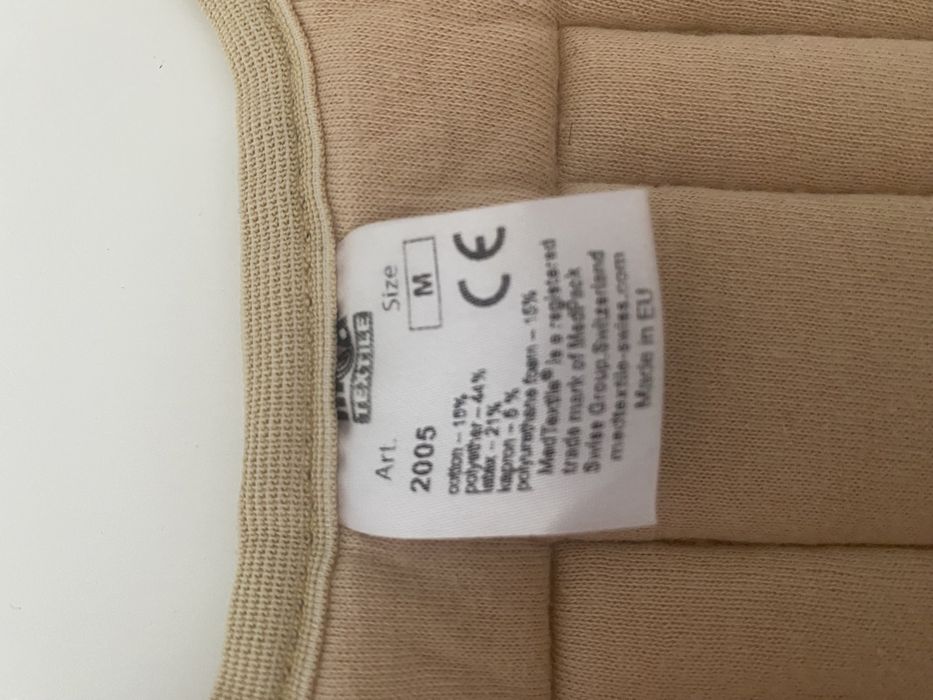 TEXTILE
Art. Size
2005 M
CE
cotton – 15%
polyether – 44%
latex – 21%
kapron – 5 %
polyurethane foam – 15%
MedTextile® is a registered
trade mark of MedPack
Swiss Group.Switzerland
medtextile-swiss.com
Made in EU